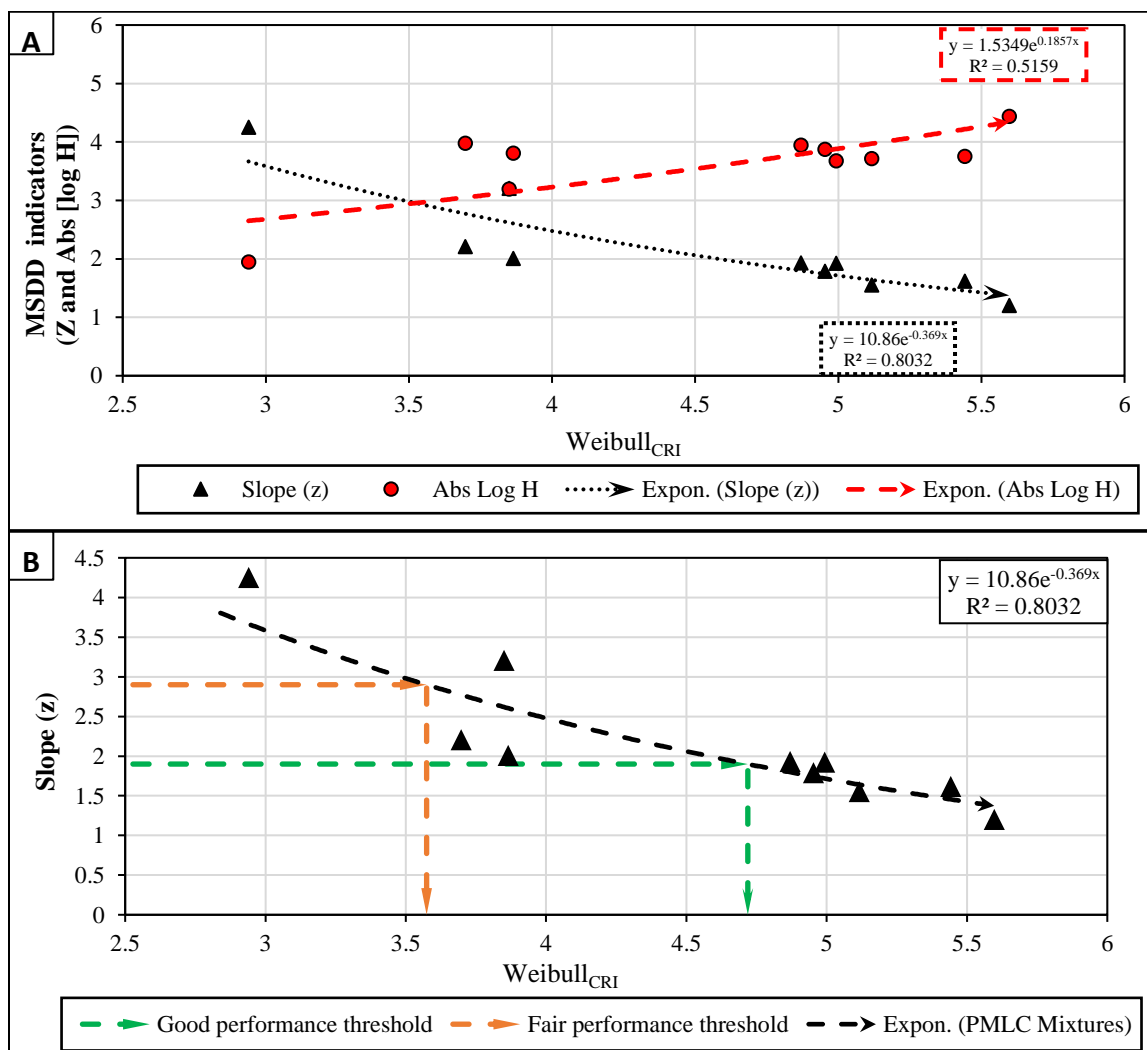 A
6
5
4
3
2
1
0
MSDD indicators
(Z and Abs [log H])
y = 1.5349e^0.1857x
R² = 0.5159
y = 10.86e^-0.369x
R² = 0.8032
2.5 3 3.5 4 4.5 5 5.5 6
Weibull_CRI
Slope (z) Abs Log H Expon. (Slope (z)) Expon. (Abs Log H)
B
4.5
4
3.5
3
2.5
2
1.5
1
0.5
0
Slope (z)
y = 10.86e^-0.369x
R² = 0.8032
2.5 3 3.5 4 4.5 5 5.5 6
Weibull_CRI
Good performance threshold Fair performance threshold Expon. (PMLC Mixtures)